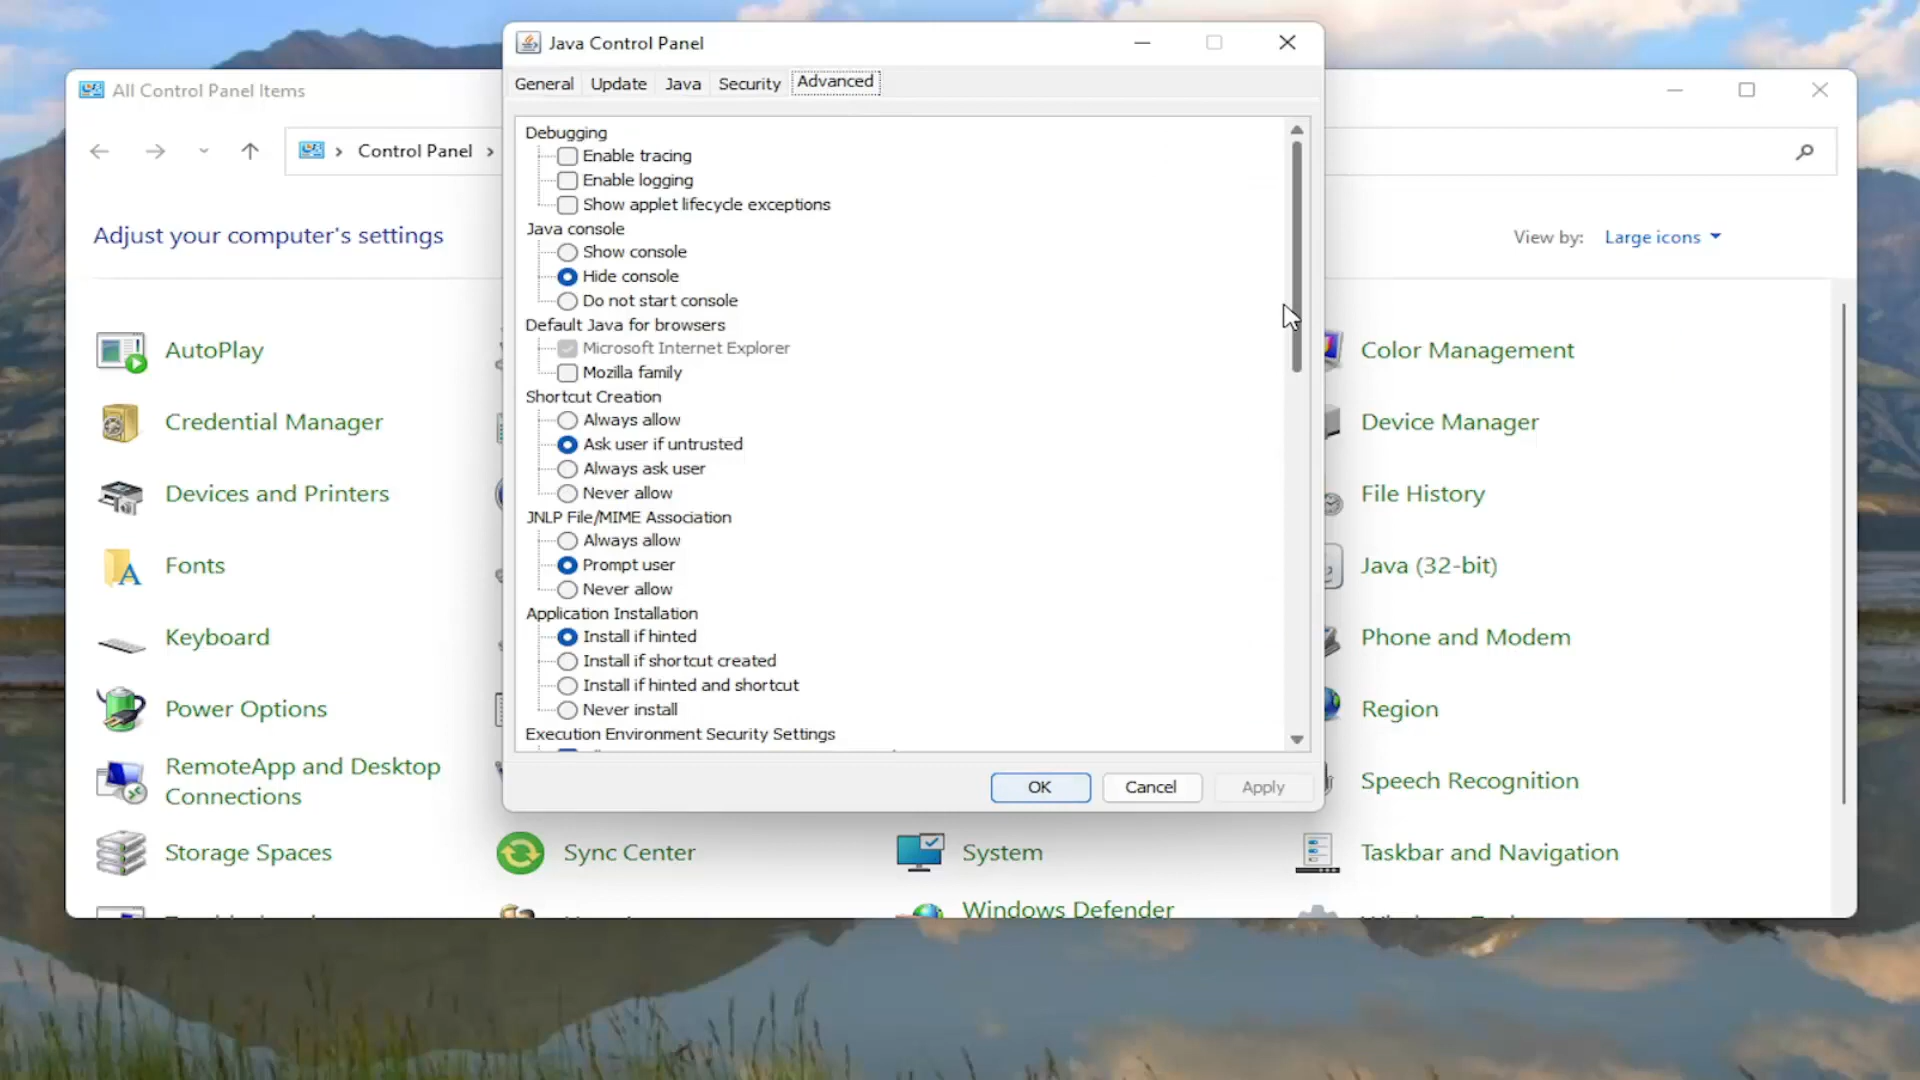 Java Control Panel
General Update Java Security Advanced
Debugging
Enable tracing
Enable logging
Show applet lifecycle exceptions
Java console
Show console
Hide console
Do not start console
Default Java for browsers
Microsoft Internet Explorer
Mozilla family
Shortcut Creation
Always allow
Ask user if untrusted
Always ask user
Never allow
JNLP File/MIME Association
Always allow
Prompt user
Never allow
Application Installation
Install if hinted
Install if shortcut created
Install if hinted and shortcut
Never install
Execution Environment Security Settings
OK Cancel Apply
All Control Panel Items
Control Panel
Adjust your computer's settings
View by: Large icons
AutoPlay
Color Management
Credential Manager
Device Manager
Devices and Printers
File History
Fonts
Java (32-bit)
Keyboard
Phone and Modem
Power Options
Region
RemoteApp and Desktop
Connections
Speech Recognition
Storage Spaces
Sync Center
System
Taskbar and Navigation
Windows Defender